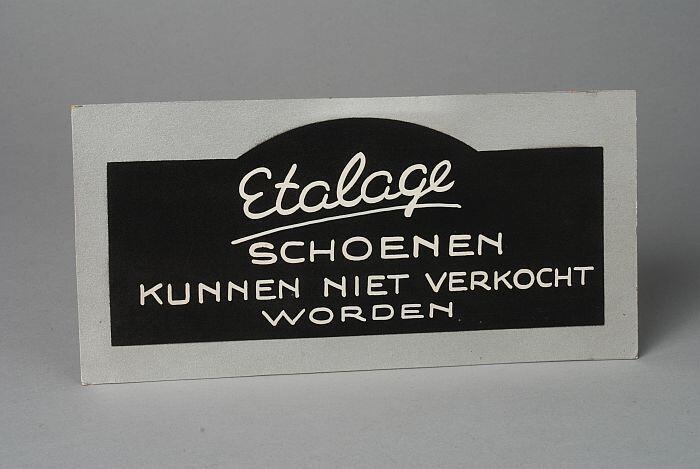 Etalage
SCHOENEN
KUNNEN NIET VERKOCHT
WORDEN